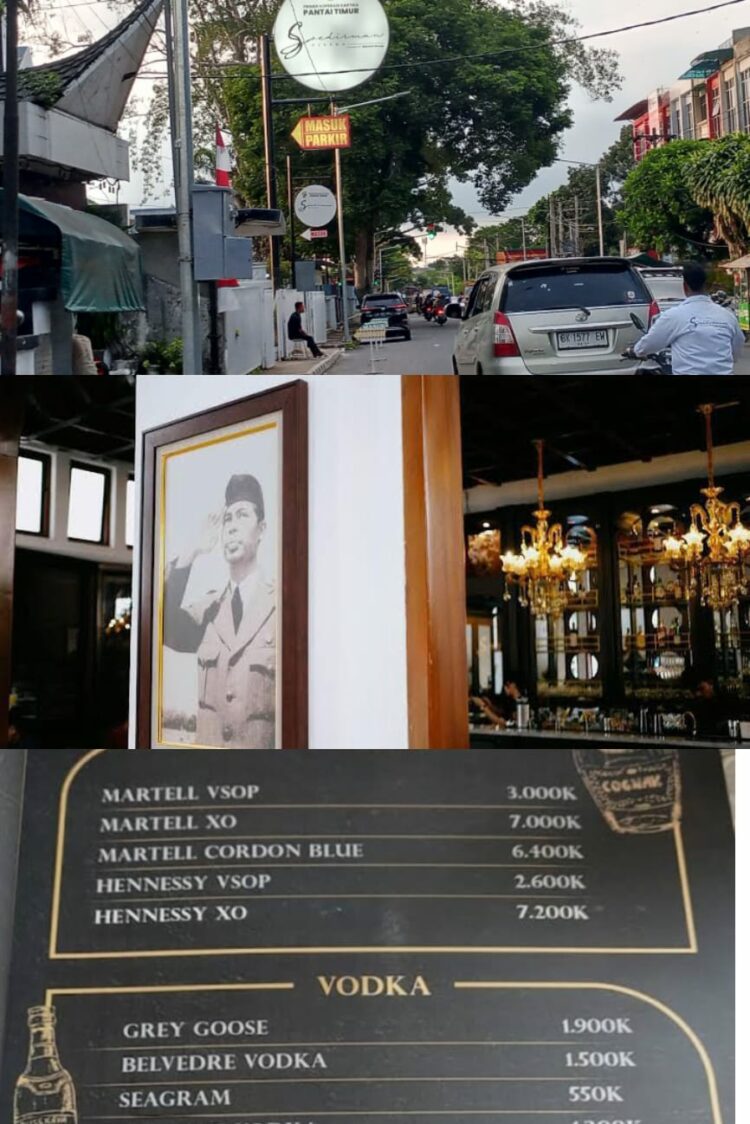 PANTAI TIMUR
Soedirman
MASUK
PARKIR
BK 1577 EW
COGNAK
MARTELL VSOP 3.000K
MARTELL XO 7.000K
MARTELL CORDON BLUE 6.400K
HENNESSY VSOP 2.600K
HENNESSY XO 7.200K
VODKA
GREY GOOSE 1.900K
BELVEDRE VODKA 1.500K
SEAGRAM 550K